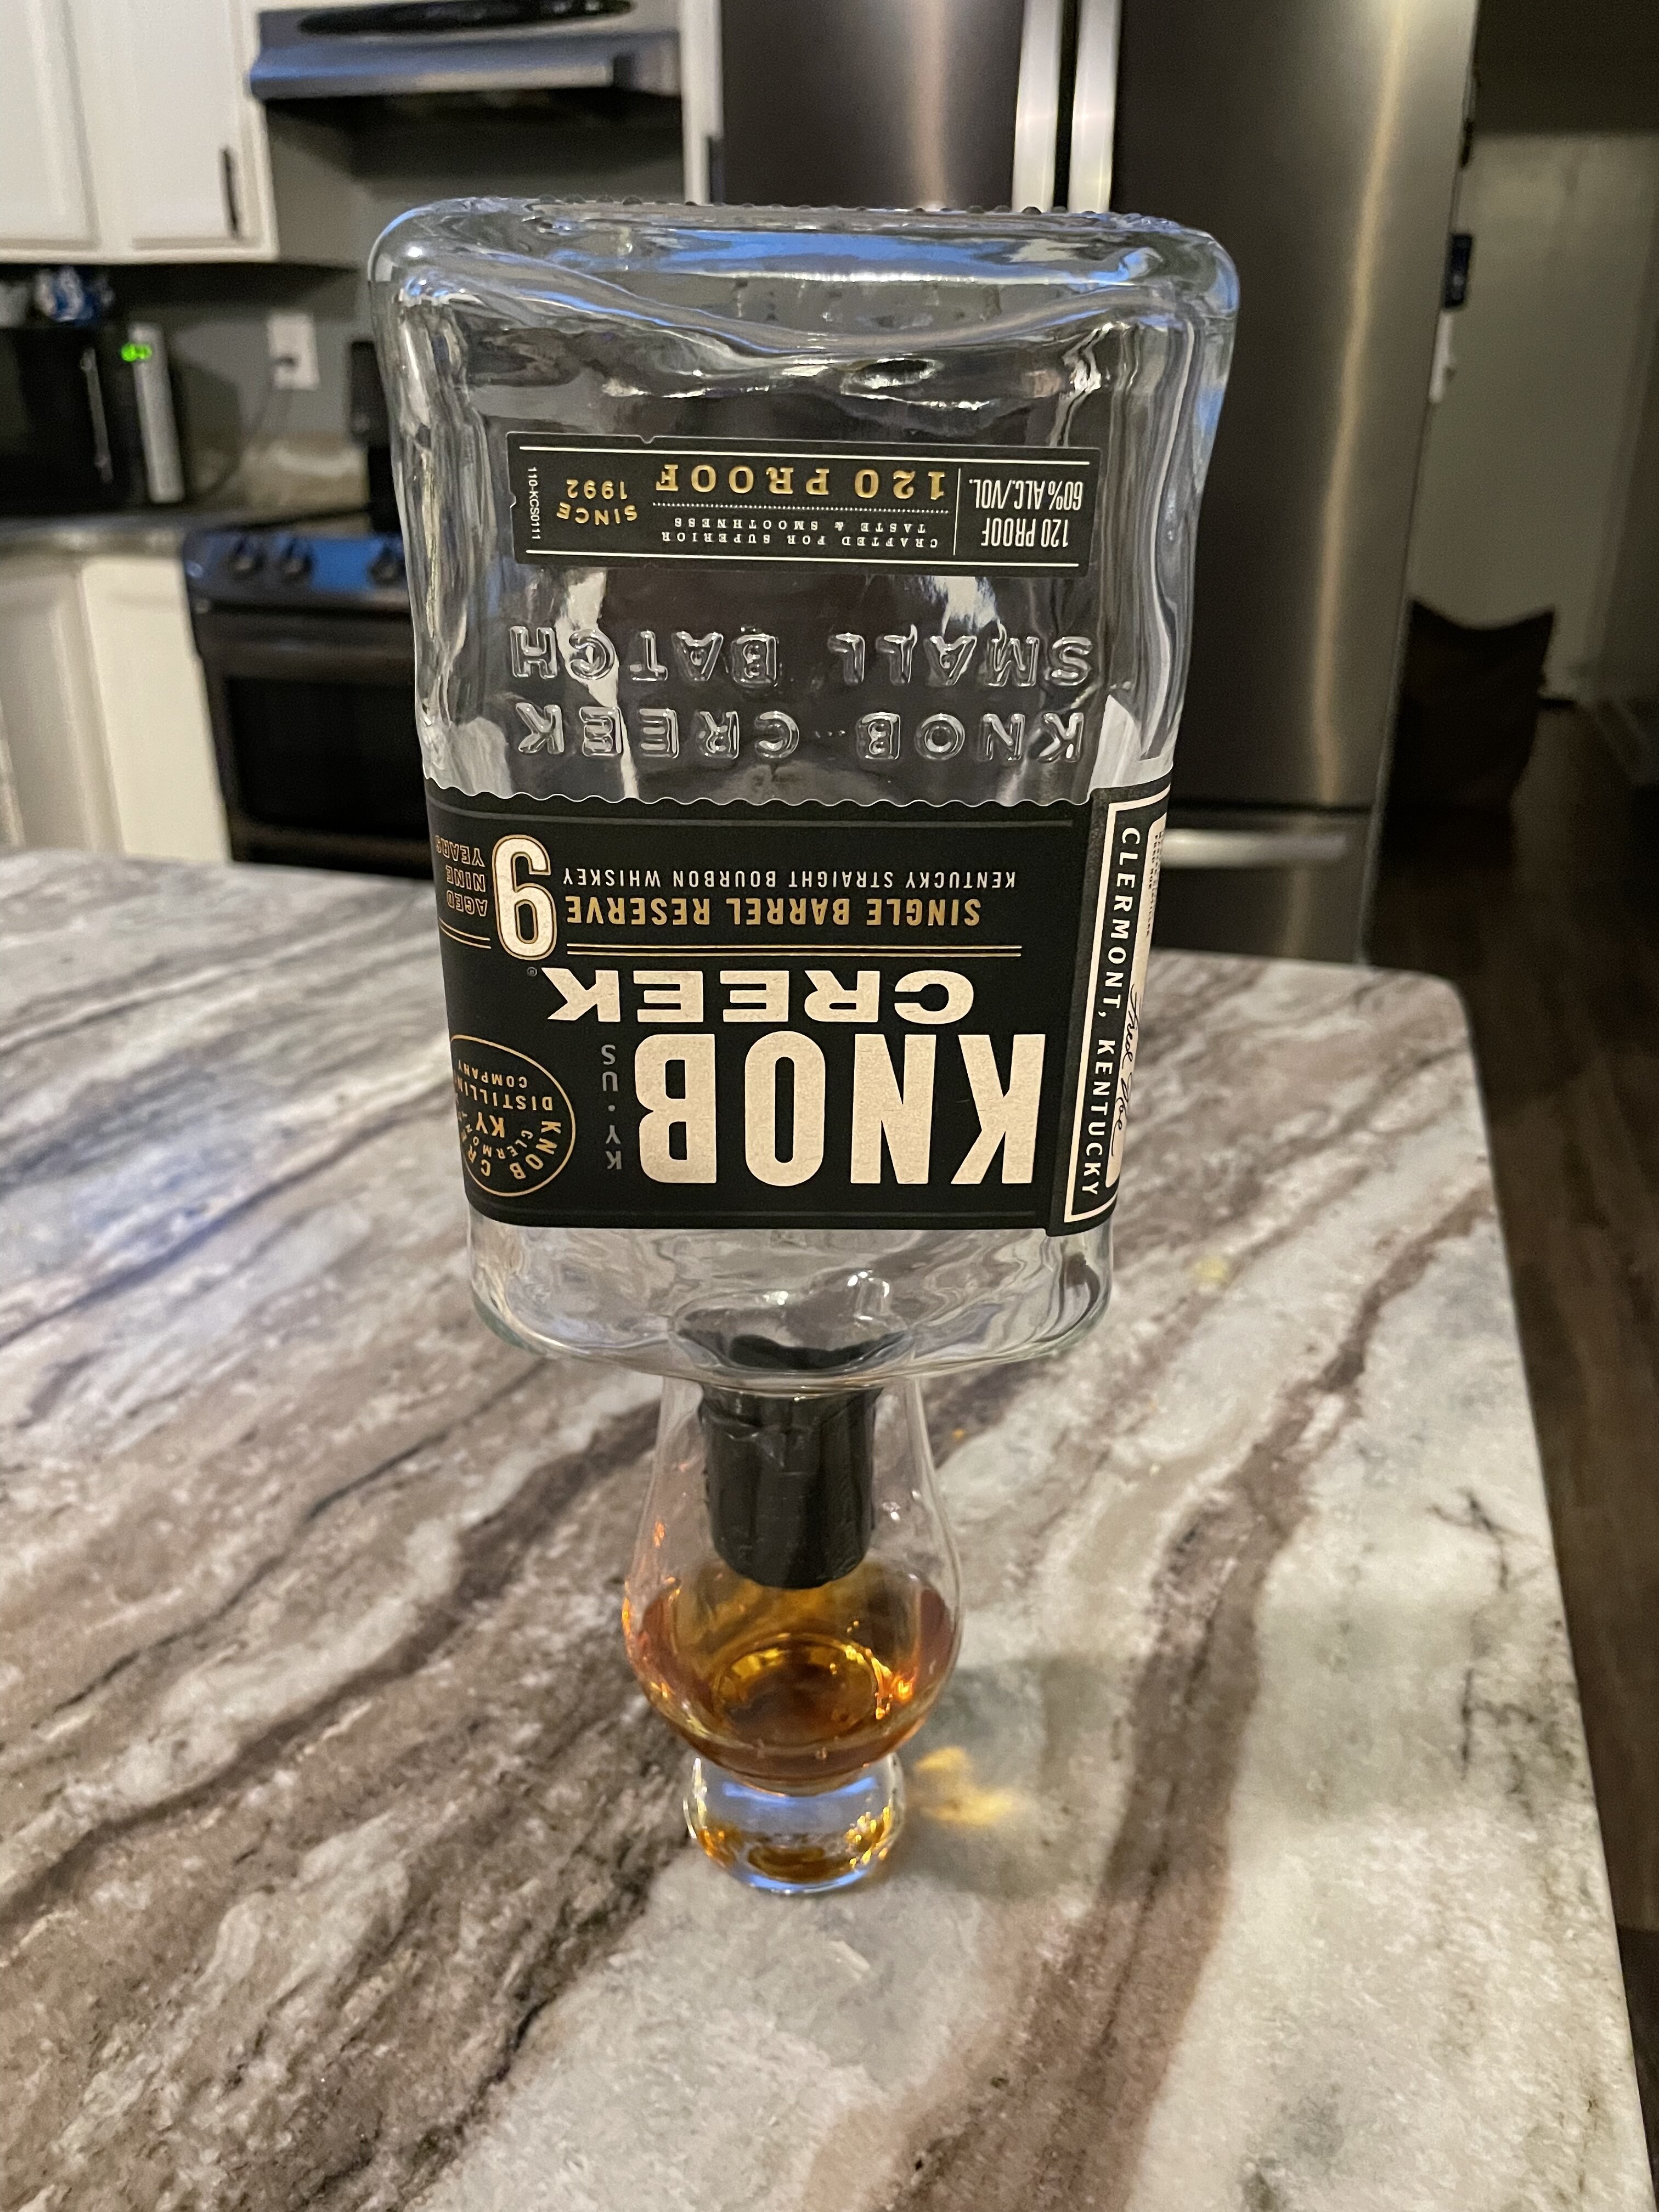 KNOB
CREEK
®
KY · US
KNOB CREEK
DISTILLING
COMPANY
CLERMONT
KY
SINGLE BARREL RESERVE
KENTUCKY STRAIGHT BOURBON WHISKEY
9
AGED
NINE
YEARS
CLERMONT, KENTUCKY
KNOB CREEK
SMALL BATCH
120 PROOF
60% ALC./VOL.
CRAFTED FOR SUPERIOR
TASTE & SMOOTHNESS
120 PROOF
SINCE
1992
110-KCS0111